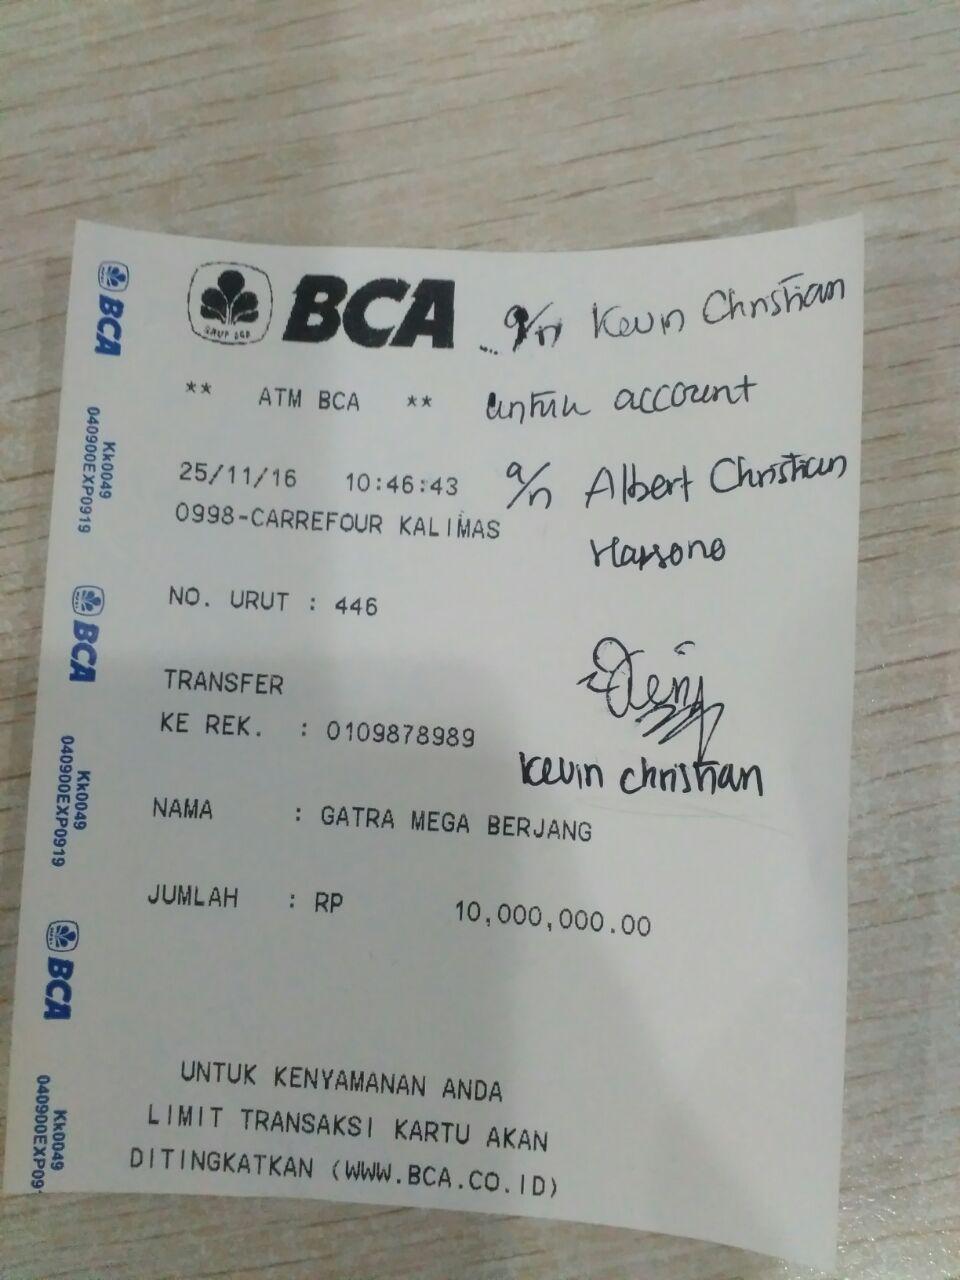 BCA
a/n Kevin Christian
** ATM BCA **
untuk account
25/11/16 10:46:43
a/n Albert Christian
0998-CARREFOUR KALIMAS
Harsono
NO. URUT : 446
TRANSFER
KE REK. : 0109878989
Kevin Christian
NAMA : GATRA MEGA BERJANG
JUMLAH : RP 10,000,000.00
UNTUK KENYAMANAN ANDA
LIMIT TRANSAKSI KARTU AKAN
DITINGKATKAN (WWW.BCA.CO.ID)
BCA
Kk0049
040900EXP0919
BCA
Kk0049
040900EXP0919
BCA
Kk0049
040900EXP09